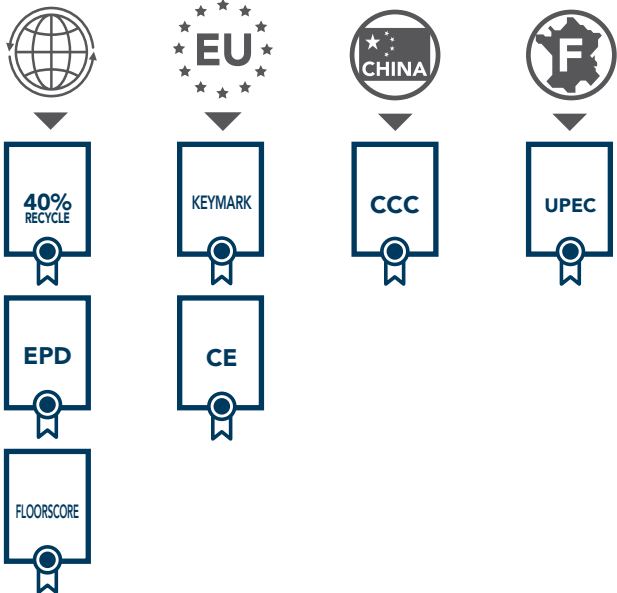 EU
CHINA
F
40%
RECYCLE
KEYMARK
CCC
UPEC
EPD
CE
FLOORSCORE